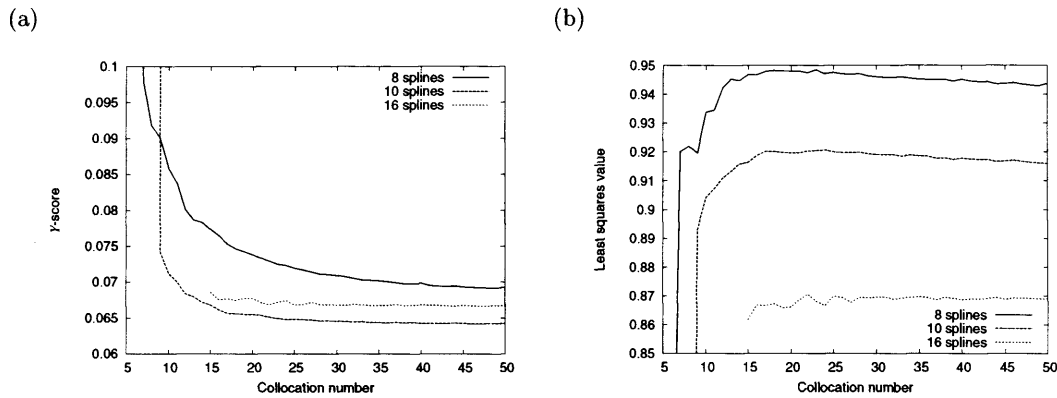 (a)
(b)
0.1
0.095
0.09
0.085
0.08
0.075
0.07
0.065
0.06
γ-score
8 splines
10 splines
16 splines
5 10 15 20 25 30 35 40 45 50
Collocation number
0.95
0.94
0.93
0.92
0.91
0.9
0.89
0.88
0.87
0.86
0.85
Least squares value
8 splines
10 splines
16 splines
5 10 15 20 25 30 35 40 45 50
Collocation number